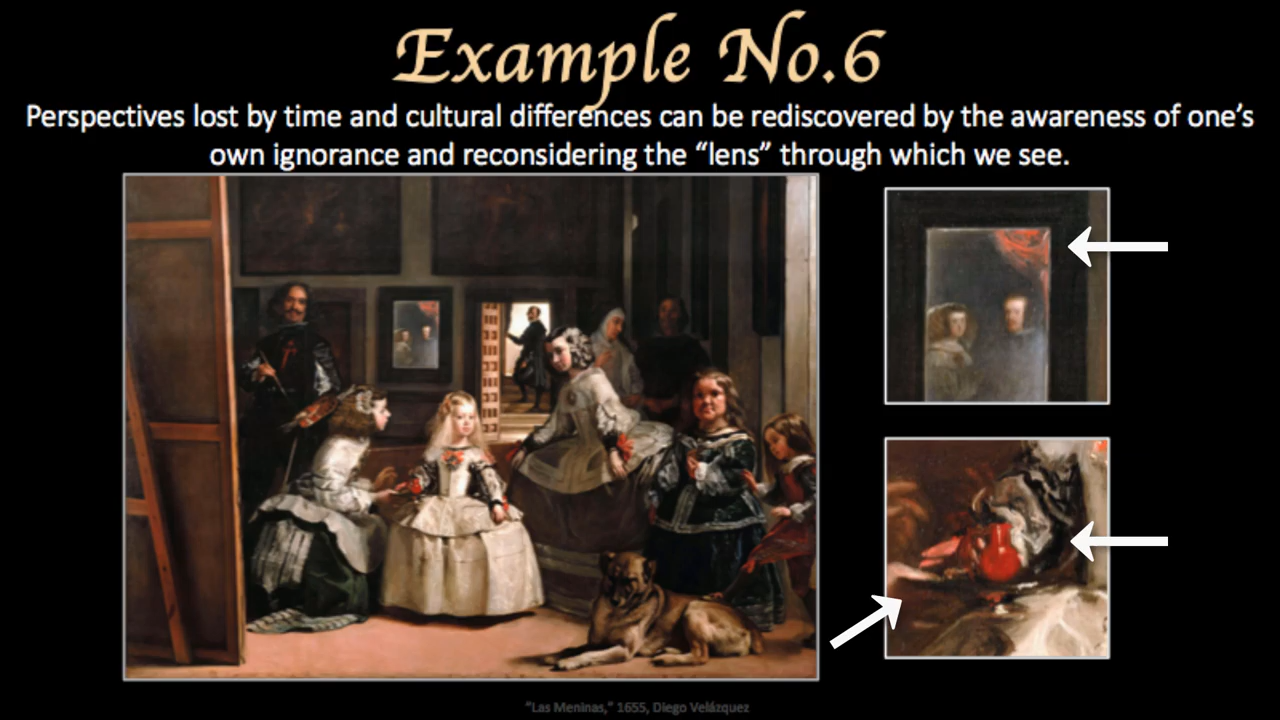 Example No.6
Perspectives lost by time and cultural differences can be rediscovered by the awareness of one’s
own ignorance and reconsidering the “lens” through which we see.
“Las Meninas,” 1655, Diego Velázquez